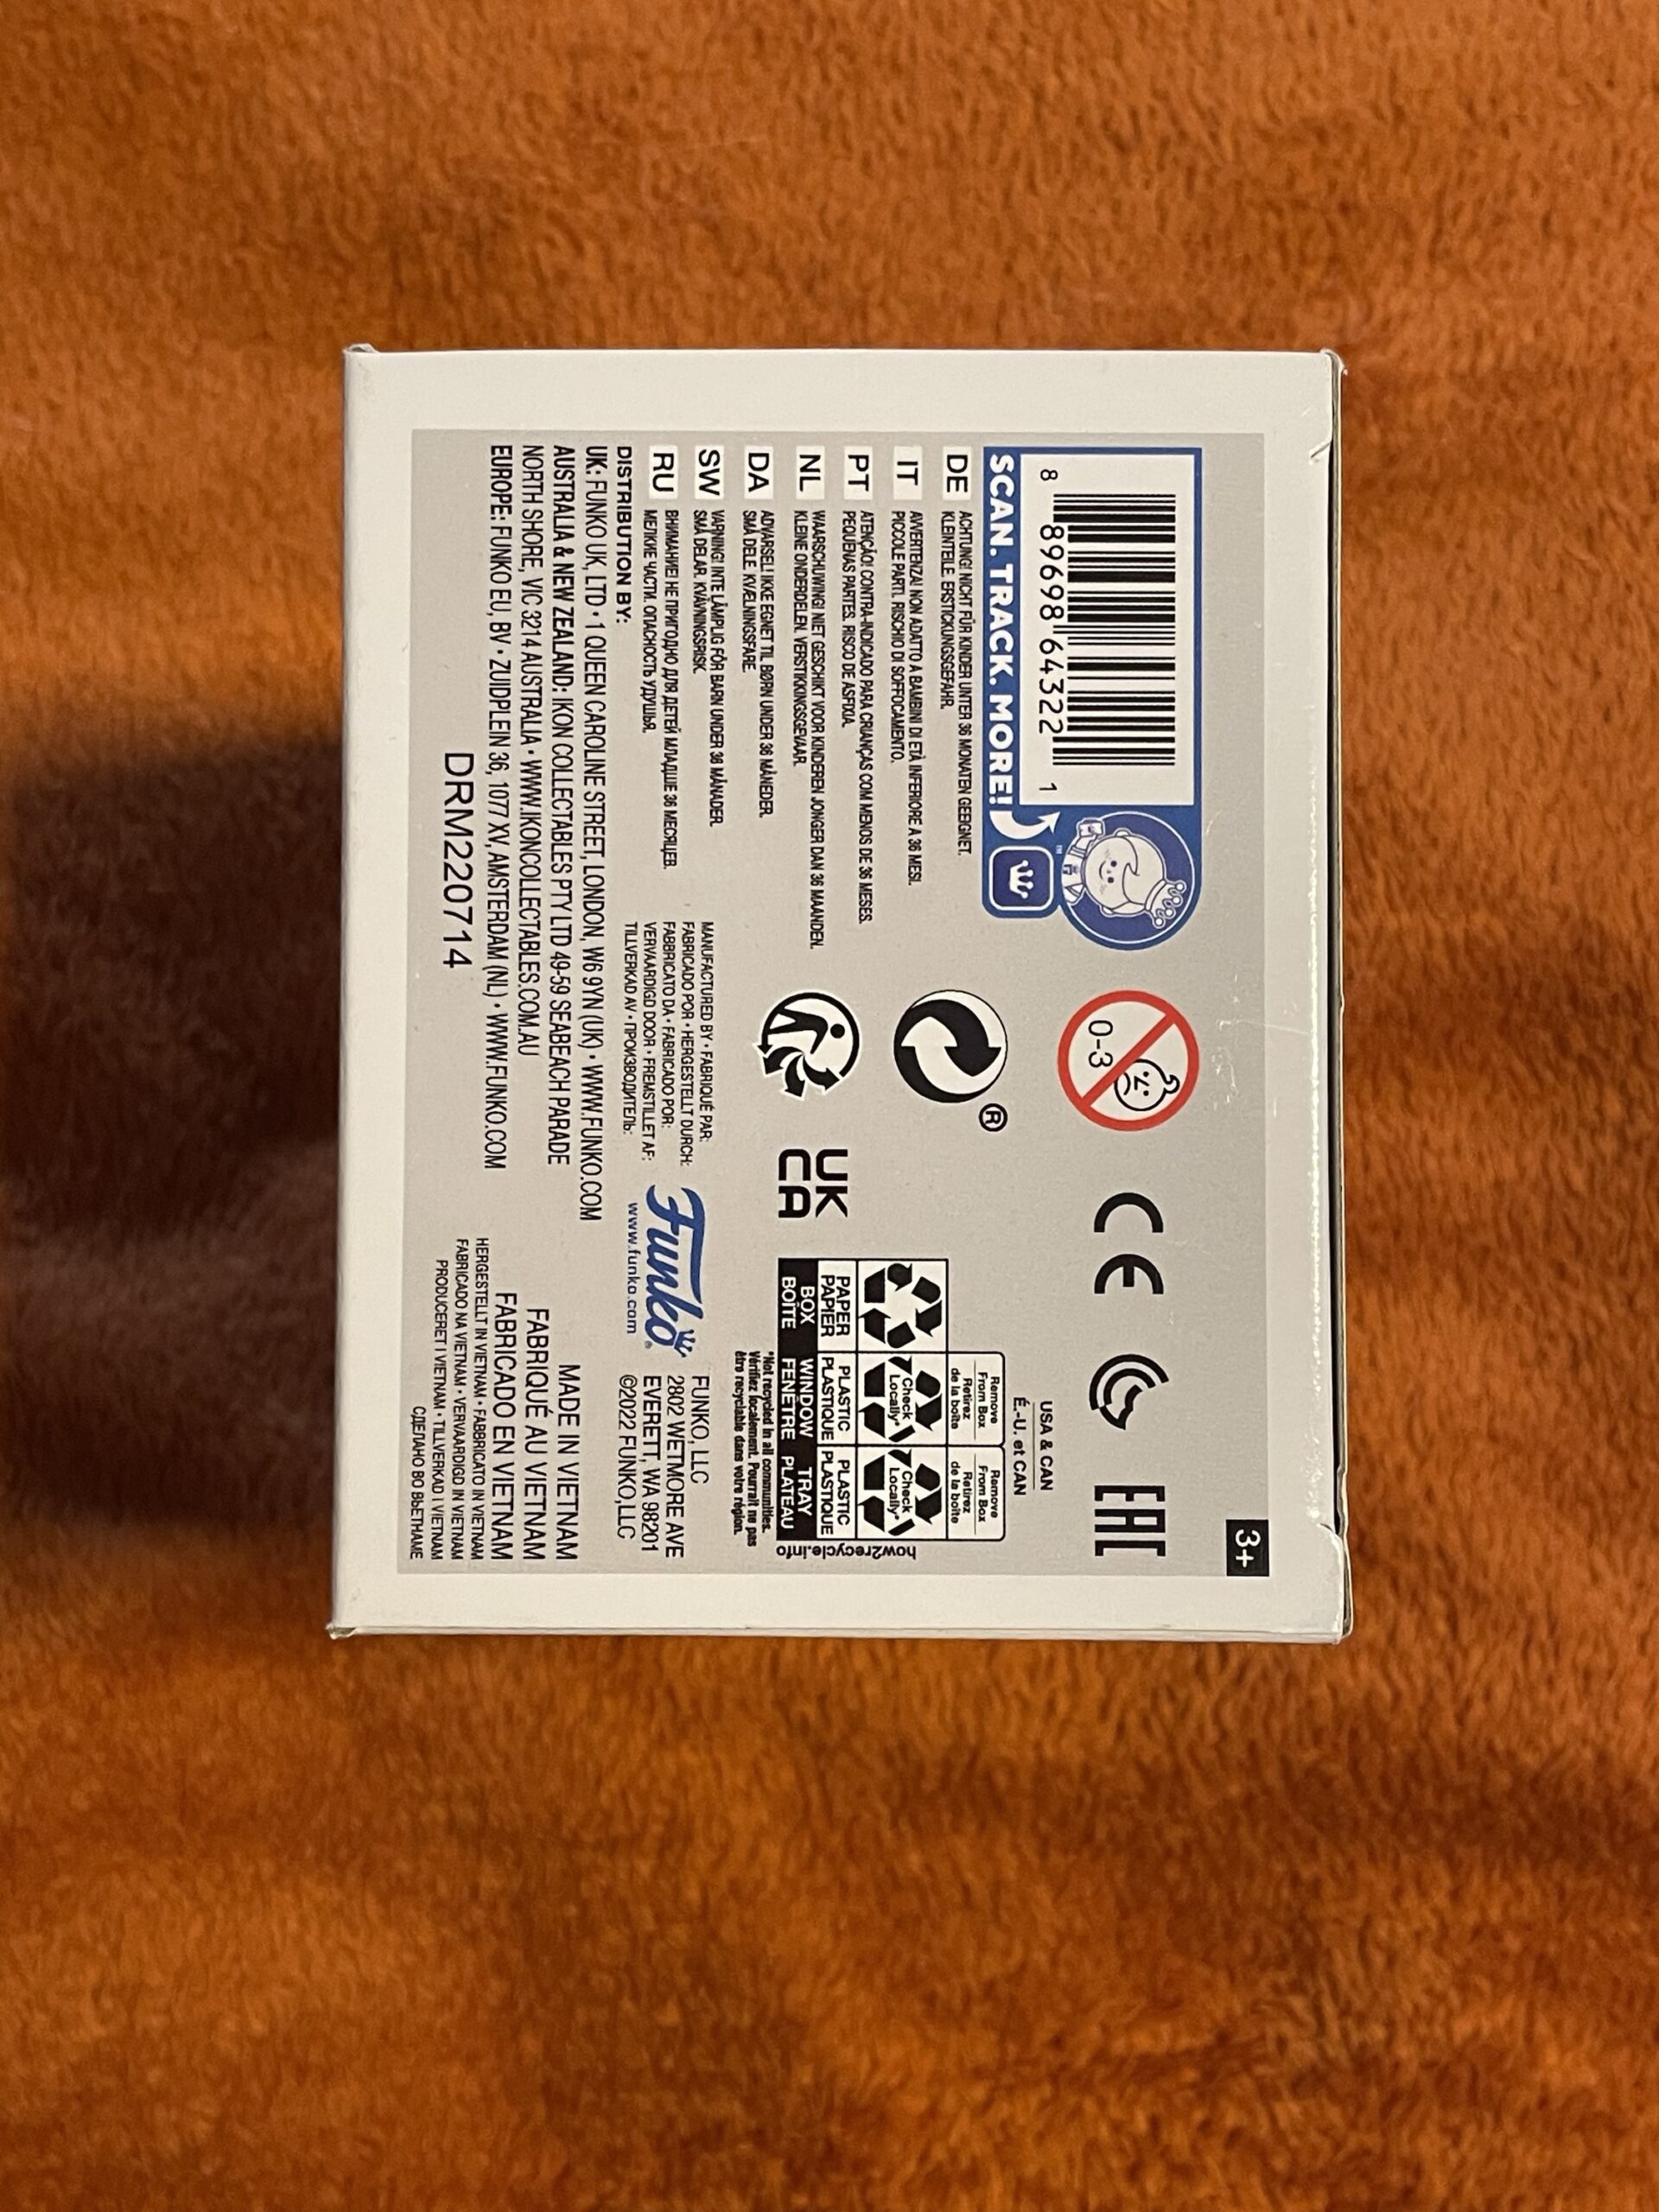 3+
8 89698 64322 1
SCAN. TRACK. MORE!
™
0-3
CE
EAC
DE
ACHTUNG! NICHT FÜR KINDER UNTER 36 MONATEN GEEIGNET.
KLEINTEILE. ERSTICKUNGSGEFAHR.
IT
AVVERTENZA! NON ADATTO A BAMBINI DI ETÀ INFERIORE A 36 MESI.
PICCOLE PARTI. RISCHIO DI SOFFOCAMENTO.
PT
ATENÇÃO! CONTRA-INDICADO PARA CRIANÇAS COM MENOS DE 36 MESES.
PEQUENAS PARTES. RISCO DE ASFIXIA.
NL
WAARSCHUWING! NIET GESCHIKT VOOR KINDEREN JONGER DAN 36 MAANDEN.
KLEINE ONDERDELEN. VERSTIKKINGSGEVAAR.
DA
ADVARSEL! IKKE EGNET TIL BØRN UNDER 36 MÅNEDER.
SMÅ DELE. KVÆLNINGSFARE.
SW
VARNING! INTE LÄMPLIG FÖR BARN UNDER 36 MÅNADER.
SMÅ DELAR. KVÄVNINGSRISK.
RU
ВНИМАНИЕ! НЕ ПРИГОДНО ДЛЯ ДЕТЕЙ МЛАДШЕ 36 МЕСЯЦЕВ.
МЕЛКИЕ ЧАСТИ. ОПАСНОСТЬ УДУШЬЯ.
®
UK
CA
USA & CAN
É.-U. et CAN
Remove
From Box
Retirez
de la boîte
Remove
From Box
Retirez
de la boîte
Check
Locally*
Check
Locally*
PAPER
PAPIER
PLASTIC
PLASTIQUE
PLASTIC
PLASTIQUE
BOX
BOÎTE
WINDOW
FENÊTRE
TRAY
PLATEAU
how2recycle.info
*Not recycled in all communities.
Vérifiez localement. Pourrait ne pas
être recyclable dans votre région.
MANUFACTURED BY • FABRIQUÉ PAR:
FABRICADO POR • HERGESTELLT DURCH:
FABBRICATO DA • FABRICADO POR:
VERVAARDIGD DOOR • FREMSTILLET AF:
TILLVERKAD AV • ПРОИЗВОДИТЕЛЬ:
Funko®
www.funko.com
FUNKO, LLC
2802 WETMORE AVE
EVERETT, WA 98201
©2022 FUNKO,LLC
DISTRIBUTION BY:
UK: FUNKO UK, LTD • 1 QUEEN CAROLINE STREET, LONDON, W6 9YN (UK) • WWW.FUNKO.COM
AUSTRALIA & NEW ZEALAND: IKON COLLECTABLES PTY LTD 49-59 SEABEACH PARADE
NORTH SHORE, VIC 3214 AUSTRALIA • WWW.IKONCOLLECTABLES.COM.AU
EUROPE: FUNKO EU, BV • ZUIDPLEIN 36, 1077 XV, AMSTERDAM (NL) • WWW.FUNKO.COM
DRM220714
MADE IN VIETNAM
FABRIQUÉ AU VIETNAM
FABRICADO EN VIETNAM
HERGESTELLT IN VIETNAM • FABBRICATO IN VIETNAM
FABRICADO NA VIETNAM • VERVAARDIGD IN VIETNAM
PRODUCERET I VIETNAM • TILLVERKAD I VIETNAM
СДЕЛАНО ВО ВЬЕТНАМЕ